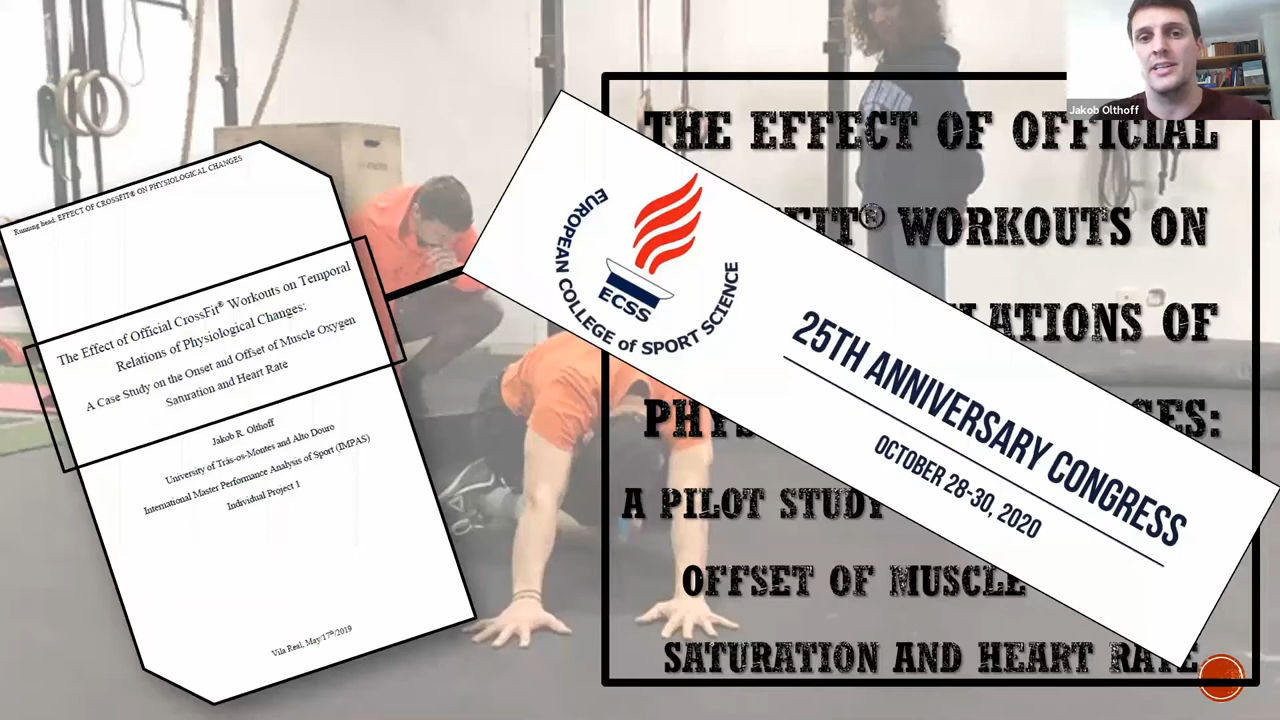 Running head: EFFECT OF CROSSFIT® ON PHYSIOLOGICAL CHANGES
The Effect of Official CrossFit® Workouts on Temporal
Relations of Physiological Changes:
A Case Study on the Onset and Offset of Muscle Oxygen
Saturation and Heart Rate
Jakob R. Olthoff
University of Trás-os-Montes and Alto Douro
International Master Performance Analysis of Sport (IMPAS)
Individual Project 1
Vila Real, May/17th/2019
EUROPEAN COLLEGE of SPORT SCIENCE
ECSS
25TH ANNIVERSARY CONGRESS
OCTOBER 28-30, 2020
Jakob Olthoff
THE EFFECT OF OFFICIAL
FIT® WORKOUTS ON
LATIONS OF
PHYS GES:
A PILOT STUDY
OFFSET OF MUSCLE
SATURATION AND HEART RATE